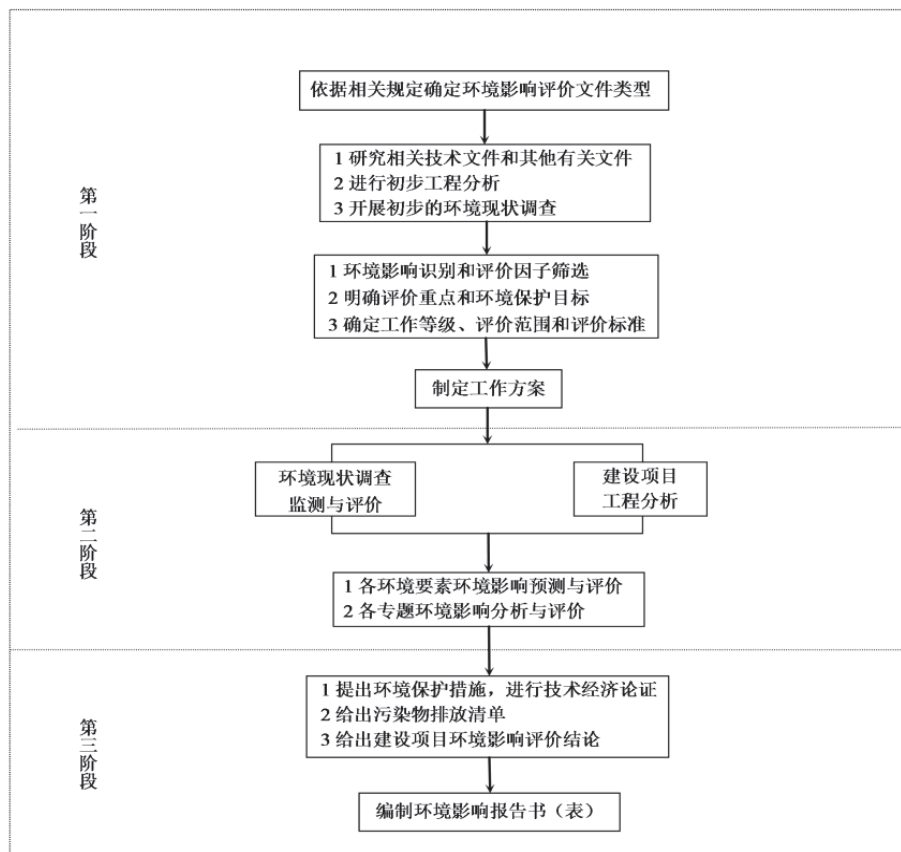 依据相关规定确定环境影响评价文件类型
1 研究相关技术文件和其他有关文件
2 进行初步工程分析
3 开展初步的环境现状调查
第一阶段
1 环境影响识别和评价因子筛选
2 明确评价重点和环境保护目标
3 确定工作等级、评价范围和评价标准
制定工作方案
环境现状调查
监测与评价
建设项目
工程分析
第二阶段
1 各环境要素环境影响预测与评价
2 各专题环境影响分析与评价
1 提出环境保护措施，进行技术经济论证
2 给出污染物排放清单
3 给出建设项目环境影响评价结论
第三阶段
编制环境影响报告书（表）